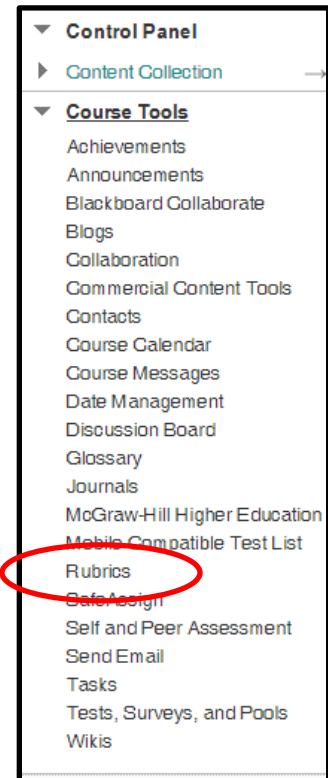 Control Panel
Content Collection
Course Tools
Achievements
Announcements
Blackboard Collaborate
Blogs
Collaboration
Commercial Content Tools
Contacts
Course Calendar
Course Messages
Date Management
Discussion Board
Glossary
Journals
McGraw-Hill Higher Education
Mobile Compatible Test List
Rubrics
SafeAssign
Self and Peer Assessment
Send Email
Tasks
Tests, Surveys, and Pools
Wikis